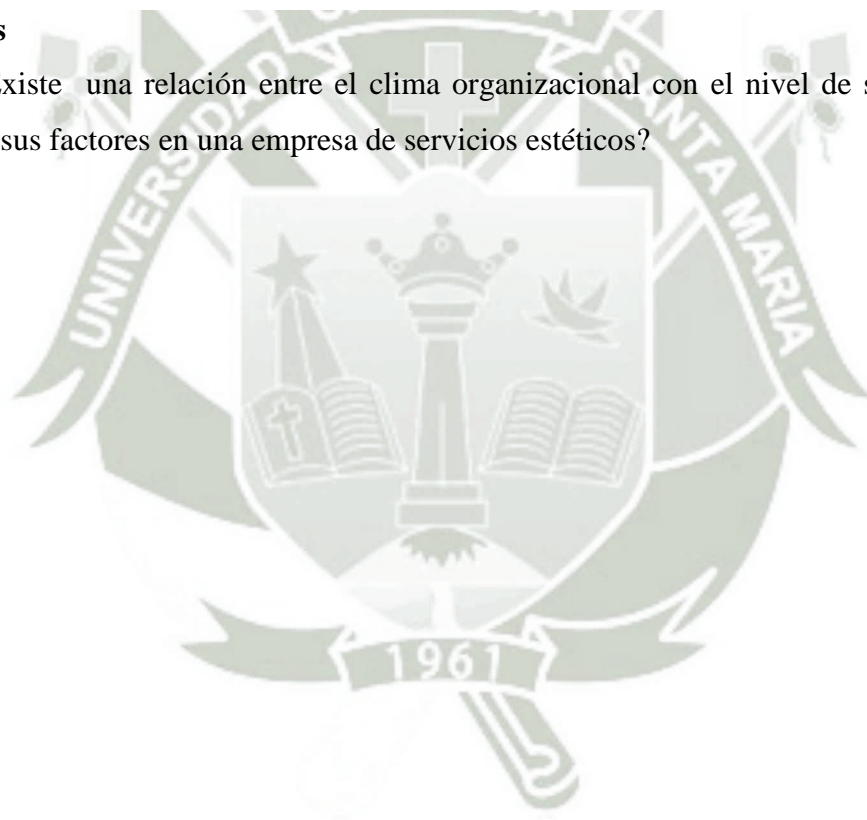 s
xiste una relación entre el clima organizacional con el nivel de s
sus factores en una empresa de servicios estéticos?
UNIVERSIDAD
SANTA MARIA
1961